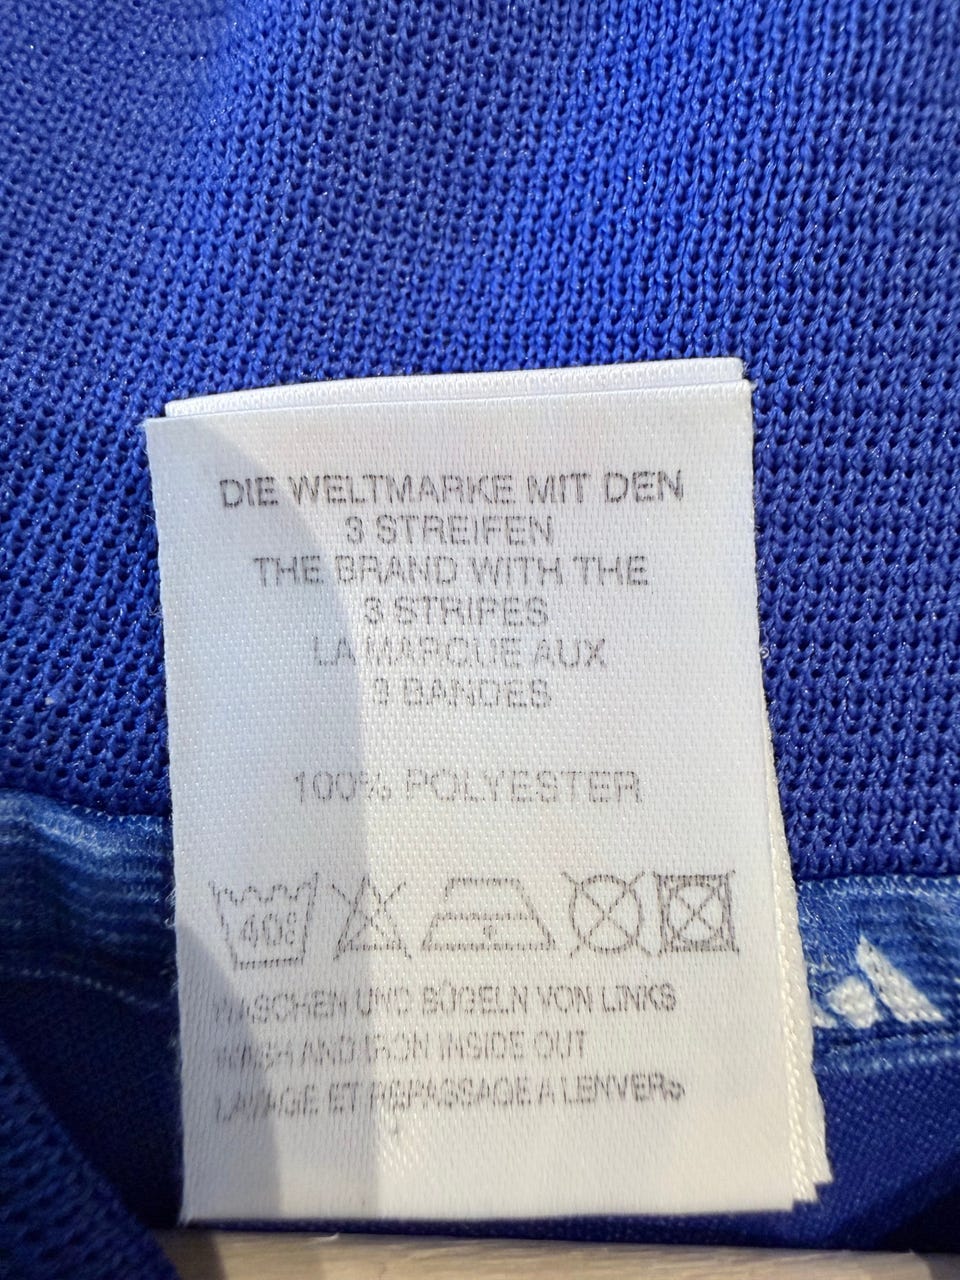 DIE WELTMARKE MIT DEN
3 STREIFEN
THE BRAND WITH THE
3 STRIPES
LA MARQUE AUX
3 BANDES
100% POLYESTER
40°
WASCHEN UND BÜGELN VON LINKS
WASH AND IRON INSIDE OUT
LAVAGE ET REPASSAGE A LENVERS